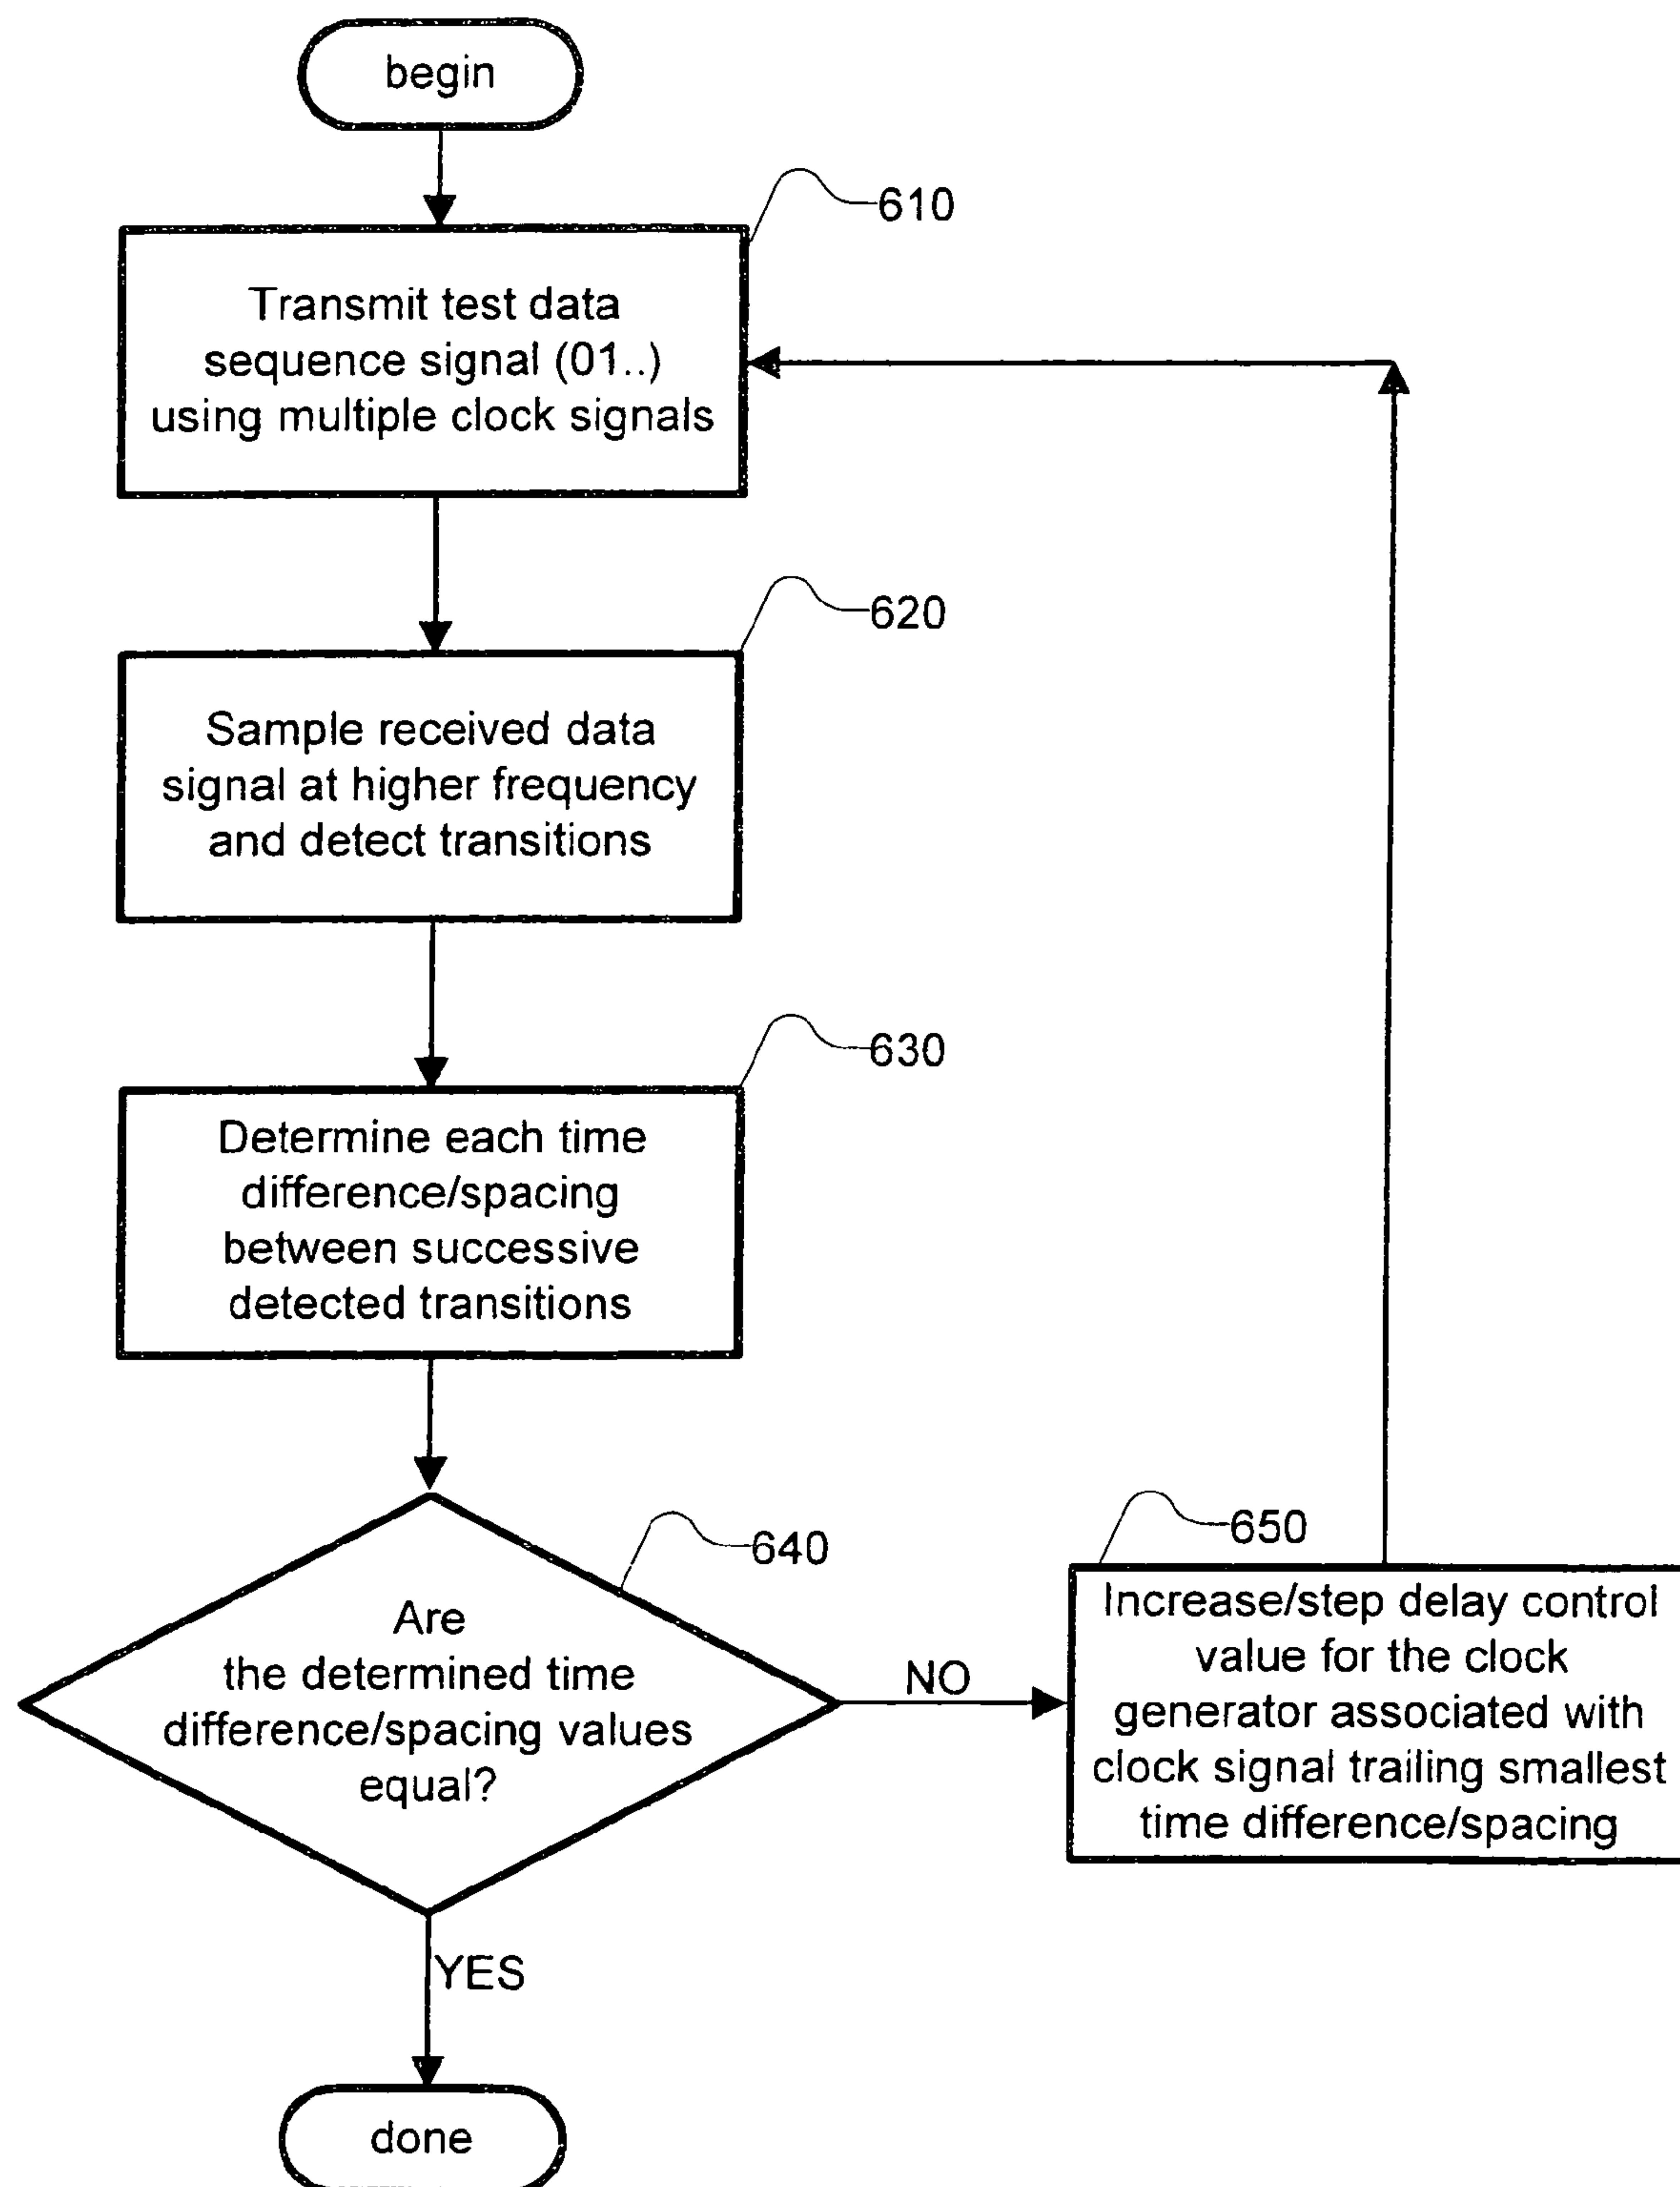 begin
610
Transmit test data
sequence signal (01..)
using multiple clock signals
620
Sample received data
signal at higher frequency
and detect transitions
630
Determine each time
difference/spacing
between successive
detected transitions
640
Are
the determined time
difference/spacing values
equal?
NO
650
Increase/step delay control
value for the clock
generator associated with
clock signal trailing smallest
time difference/spacing
YES
done